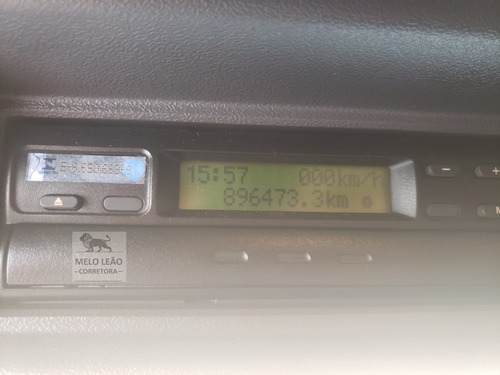 15:57 000km/h
896473.3km
-
+
M
MELO LEÃO
CORRETORA